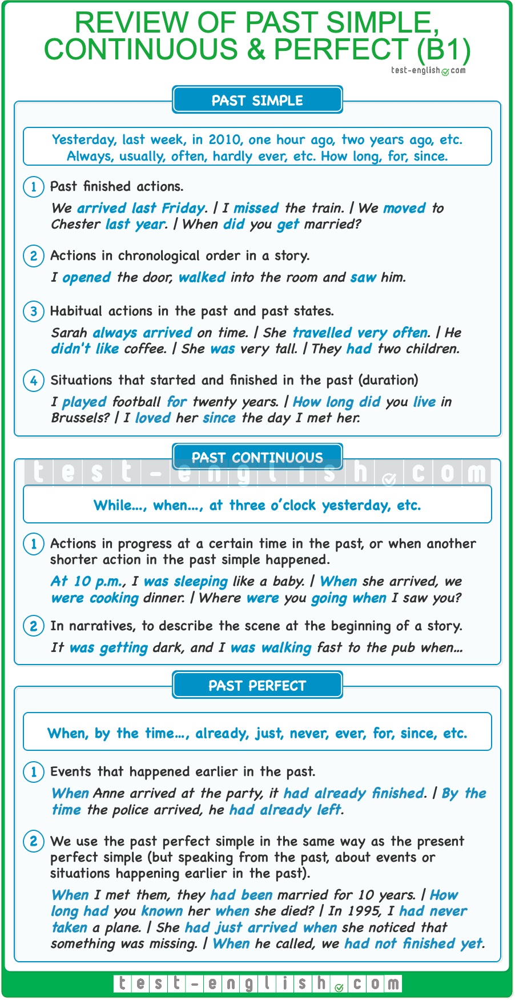 REVIEW OF PAST SIMPLE,
CONTINUOUS & PERFECT (B1)
test-english.com
PAST SIMPLE
Yesterday, last week, in 2010, one hour ago, two years ago, etc.
Always, usually, often, hardly ever, etc. How long, for, since.
1 Past finished actions.
We arrived last Friday. | I missed the train. | We moved to
Chester last year. | When did you get married?
2 Actions in chronological order in a story.
I opened the door, walked into the room and saw him.
3 Habitual actions in the past and past states.
Sarah always arrived on time. | She travelled very often. | He
didn't like coffee. | She was very tall. | They had two children.
4 Situations that started and finished in the past (duration)
I played football for twenty years. | How long did you live in
Brussels? | I loved her since the day I met her.
PAST CONTINUOUS
test-english.com
While…, when…, at three o’clock yesterday, etc.
1 Actions in progress at a certain time in the past, or when another
shorter action in the past simple happened.
At 10 p.m., I was sleeping like a baby. | When she arrived, we
were cooking dinner. | Where were you going when I saw you?
2 In narratives, to describe the scene at the beginning of a story.
It was getting dark, and I was walking fast to the pub when…
PAST PERFECT
When, by the time…, already, just, never, ever, for, since, etc.
1 Events that happened earlier in the past.
When Anne arrived at the party, it had already finished. | By the
time the police arrived, he had already left.
2 We use the past perfect simple in the same way as the present
perfect simple (but speaking from the past, about events or
situations happening earlier in the past).
When I met them, they had been married for 10 years. | How
long had you known her when she died? | In 1995, I had never
taken a plane. | She had just arrived when she noticed that
something was missing. | When he called, we had not finished yet.
test-english.com